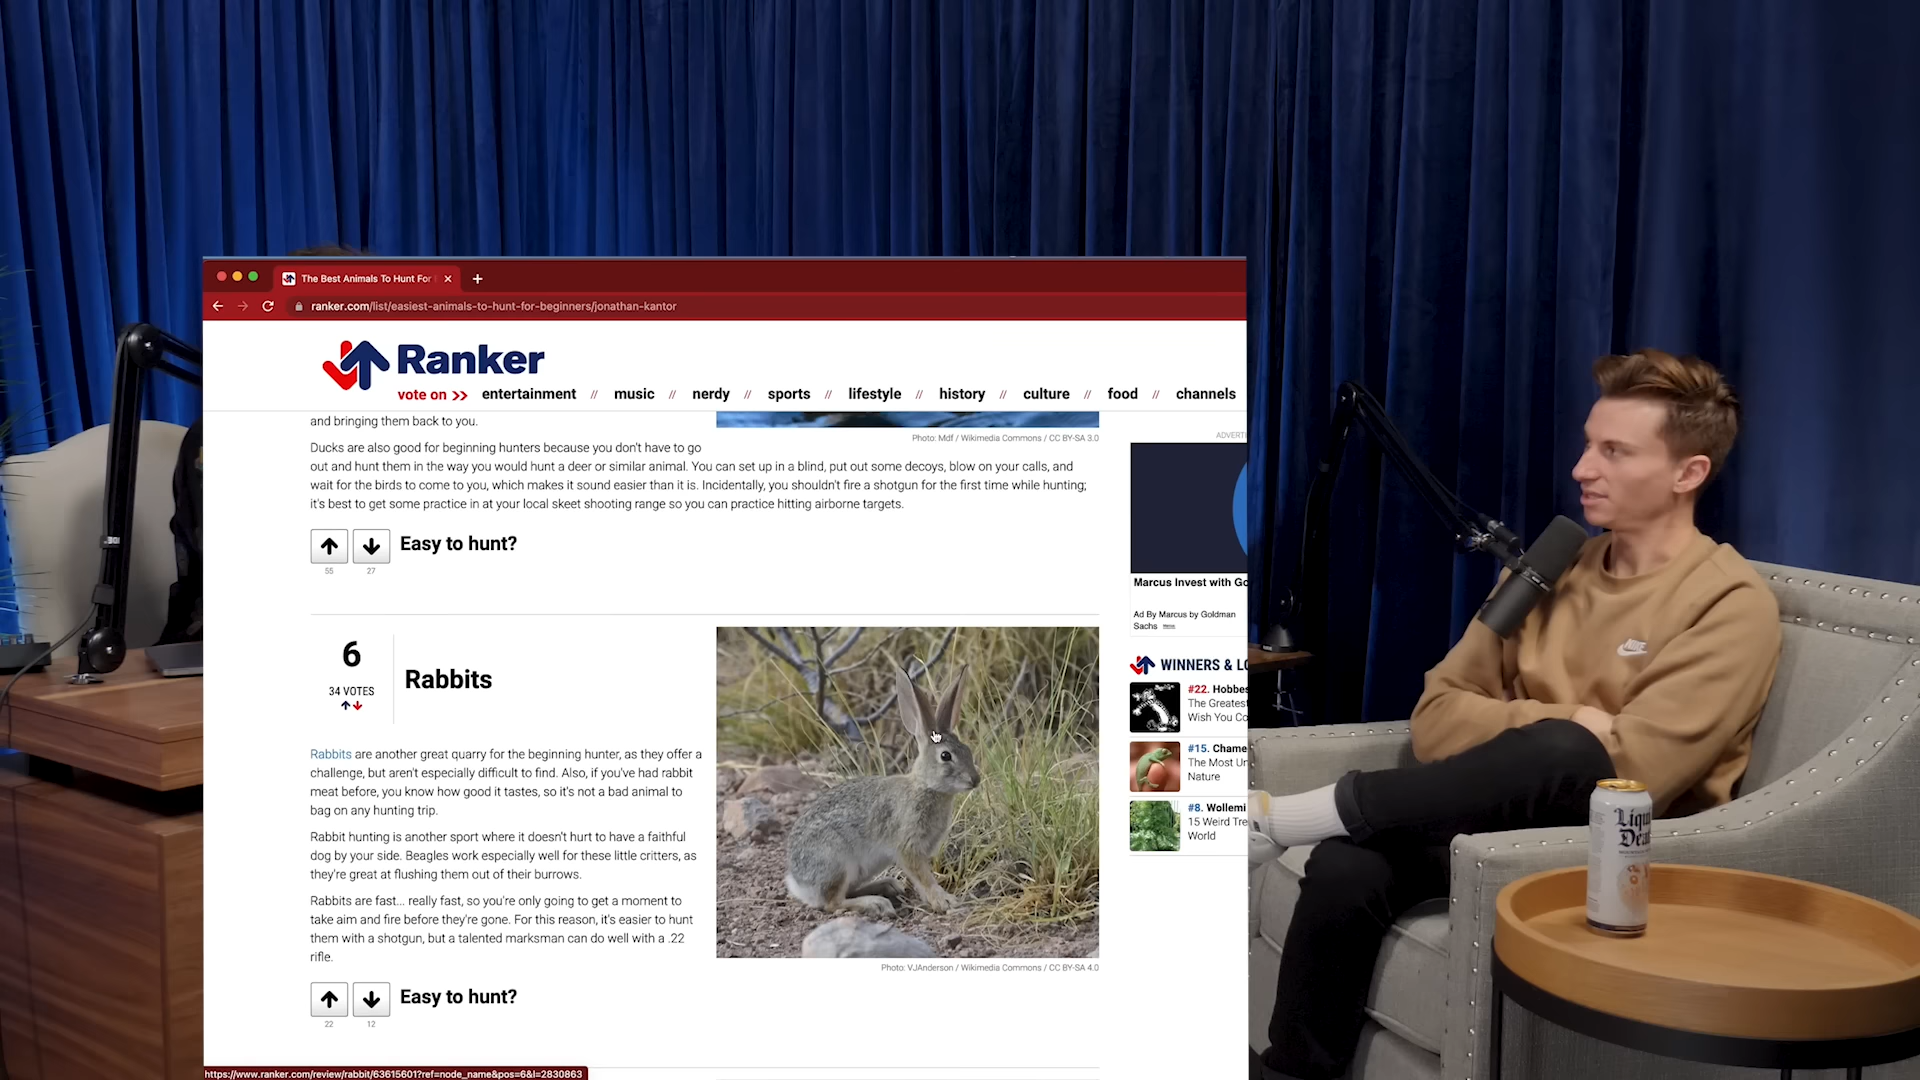 The Best Animals To Hunt For
ranker.com/list/easiest-animals-to-hunt-for-beginners/jonathan-kantor
Ranker
vote on >> entertainment // music // nerdy // sports // lifestyle // history // culture // food // channels
and bringing them back to you.
Photo: Mdf / Wikimedia Commons / CC BY-SA 3.0
Ducks are also good for beginning hunters because you don't have to go
out and hunt them in the way you would hunt a deer or similar animal. You can set up in a blind, put out some decoys, blow on your calls, and
wait for the birds to come to you, which makes it sound easier than it is. Incidentally, you shouldn't fire a shotgun for the first time while hunting;
it's best to get some practice in at your local skeet shooting range so you can practice hitting airborne targets.
Easy to hunt?
55 27
6
34 VOTES
Rabbits
Rabbits are another great quarry for the beginning hunter, as they offer a
challenge, but aren't especially difficult to find. Also, if you've had rabbit
meat before, you know how good it tastes, so it's not a bad animal to
bag on any hunting trip.
Rabbit hunting is another sport where it doesn't hurt to have a faithful
dog by your side. Beagles work especially well for these little critters, as
they're great at flushing them out of their burrows.
Rabbits are fast... really fast, so you're only going to get a moment to
take aim and fire before they're gone. For this reason, it's easier to hunt
them with a shotgun, but a talented marksman can do well with a .22
rifle.
Photo: VJAnderson / Wikimedia Commons / CC BY-SA 4.0
Easy to hunt?
22 12
https://www.ranker.com/review/rabbit/63615601?ref=node_name&pos=6&l=2830863
ADVERTI
Marcus Invest with Go
Ad By Marcus by Goldman
Sachs
WINNERS & LO
#22. Hobbes
The Greatest
Wish You Co
#15. Chame
The Most Un
Nature
#8. Wollemi
15 Weird Tre
World
NIKE
Liqu
Dea